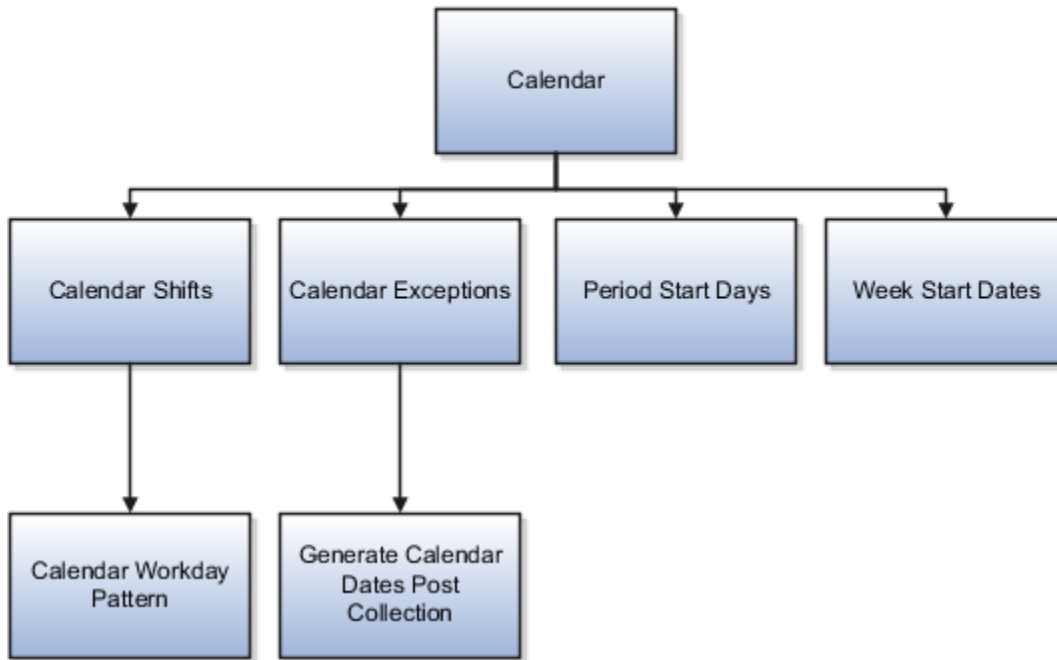 Calendar
Calendar Shifts
Calendar Exceptions
Period Start Days
Week Start Dates
Calendar Workday
Pattern
Generate Calendar
Dates Post
Collection